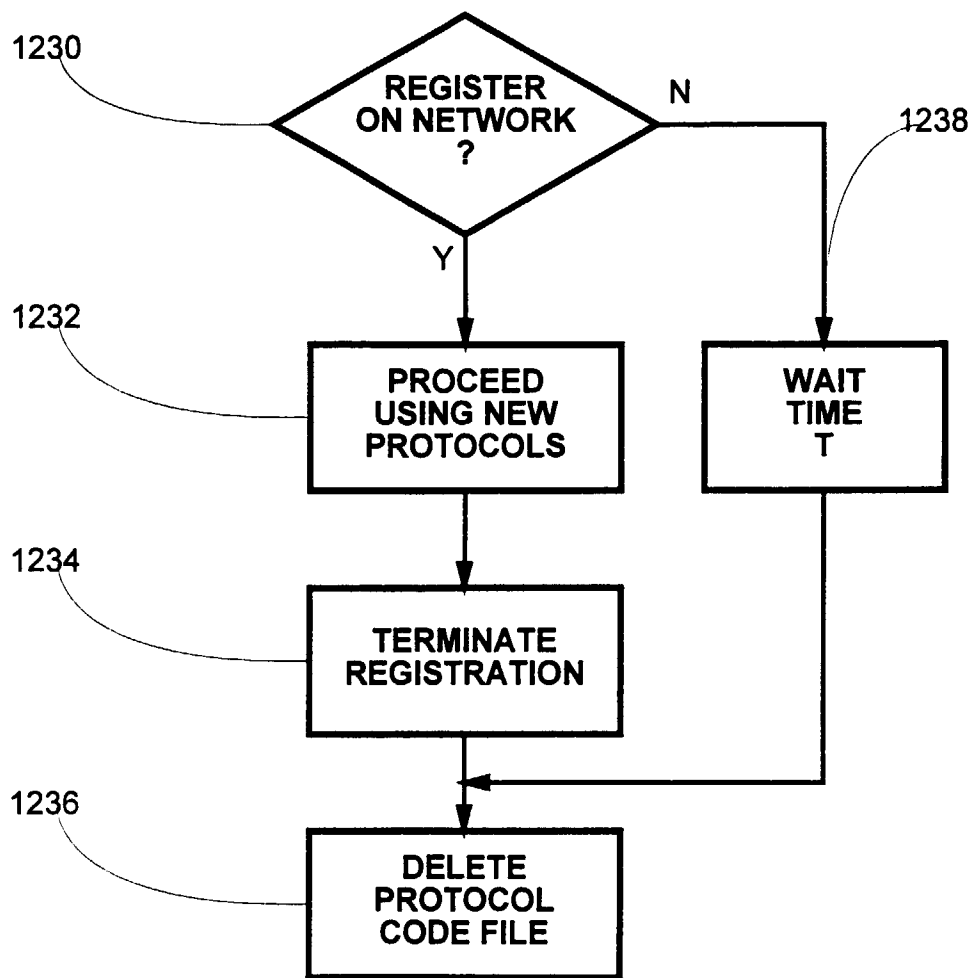 1230
REGISTER
ON NETWORK
?
N
1238
Y
1232
PROCEED
USING NEW
PROTOCOLS
WAIT
TIME
T
1234
TERMINATE
REGISTRATION
1236
DELETE
PROTOCOL
CODE FILE